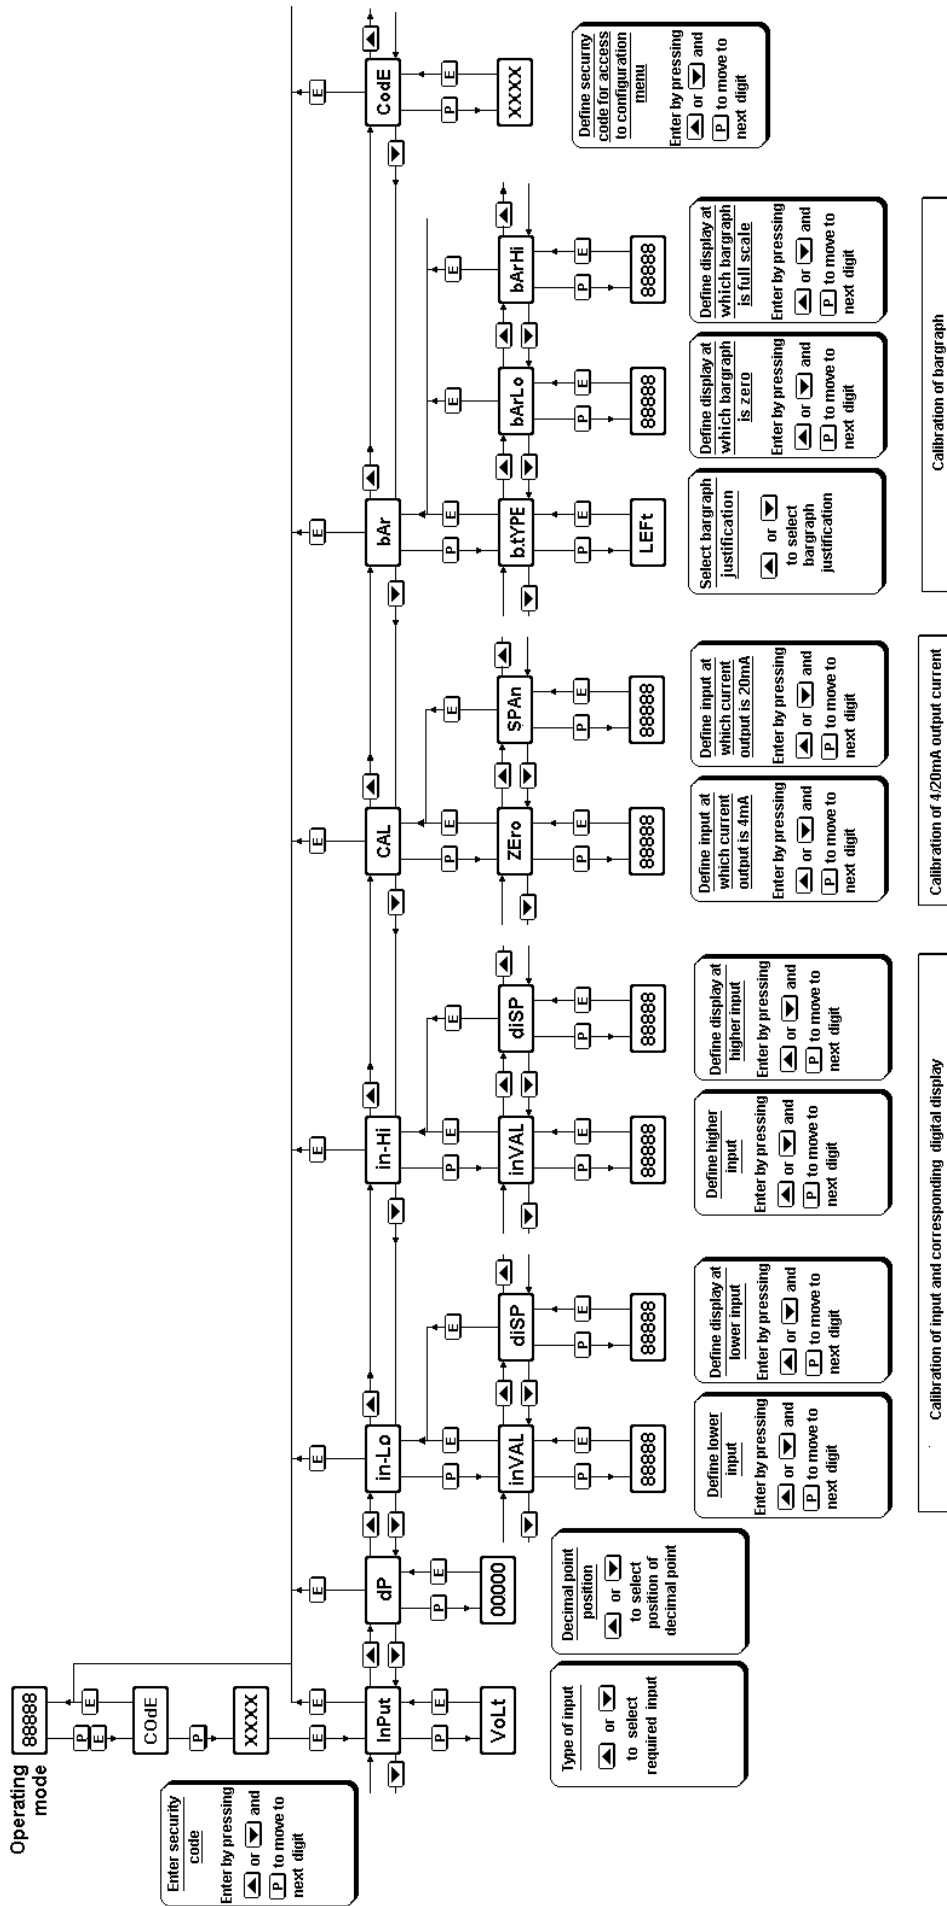 Operating
mode
88888
P
E
E
COdE
P
XXXX
E
Enter security
code
Enter by pressing
▲ or ▼ and
P to move to
next digit
E
InPut
▲
▼
▼
P
E
VoLt
Type of input
▲ or ▼
to select
required input
E
dP
▲
▼
P
E
00000
Decimal point
position
▲ or ▼
to select
position of
decimal point
E
in-Lo
▲
P
E
E
inVAL
▲
▼
▼
diSP
▲
P
E
P
E
88888
88888
Define lower
input
Enter by pressing
▲ or ▼ and
P to move to
next digit
Define display at
lower input
Enter by pressing
▲ or ▼ and
P to move to
next digit
E
in-Hi
▲
▼
P
E
E
inVAL
▲
▼
▼
diSP
▲
P
E
P
E
88888
88888
Define higher
input
Enter by pressing
▲ or ▼ and
P to move to
next digit
Define display at
higher input
Enter by pressing
▲ or ▼ and
P to move to
next digit
Calibration of input and corresponding digital display
E
CAL
▲
▼
P
E
E
ZEro
▲
▼
▼
SPAn
▲
P
E
P
E
88888
88888
Define input at
which current
output is 4mA
Enter by pressing
▲ or ▼ and
P to move to
next digit
Define input at
which current
output is 20mA
Enter by pressing
▲ or ▼ and
P to move to
next digit
Calibration of 4/20mA output current
E
bAr
▲
▼
P
E
E
E
b.tYPE
▲
▼
▼
bArLo
▲
▼
bArHi
▲
P
E
P
E
P
E
LEFt
88888
88888
Select bargraph
justification
▲ or ▼
to select
bargraph
justification
Define display at
which bargraph
is zero
Enter by pressing
▲ or ▼ and
P to move to
next digit
Define display at
which bargraph
is full scale
Enter by pressing
▲ or ▼ and
P to move to
next digit
Calibration of bargraph
E
CodE
▲
▼
P
E
XXXX
Define security
code for access
to configuration
menu
Enter by pressing
▲ or ▼ and
P to move to
next digit